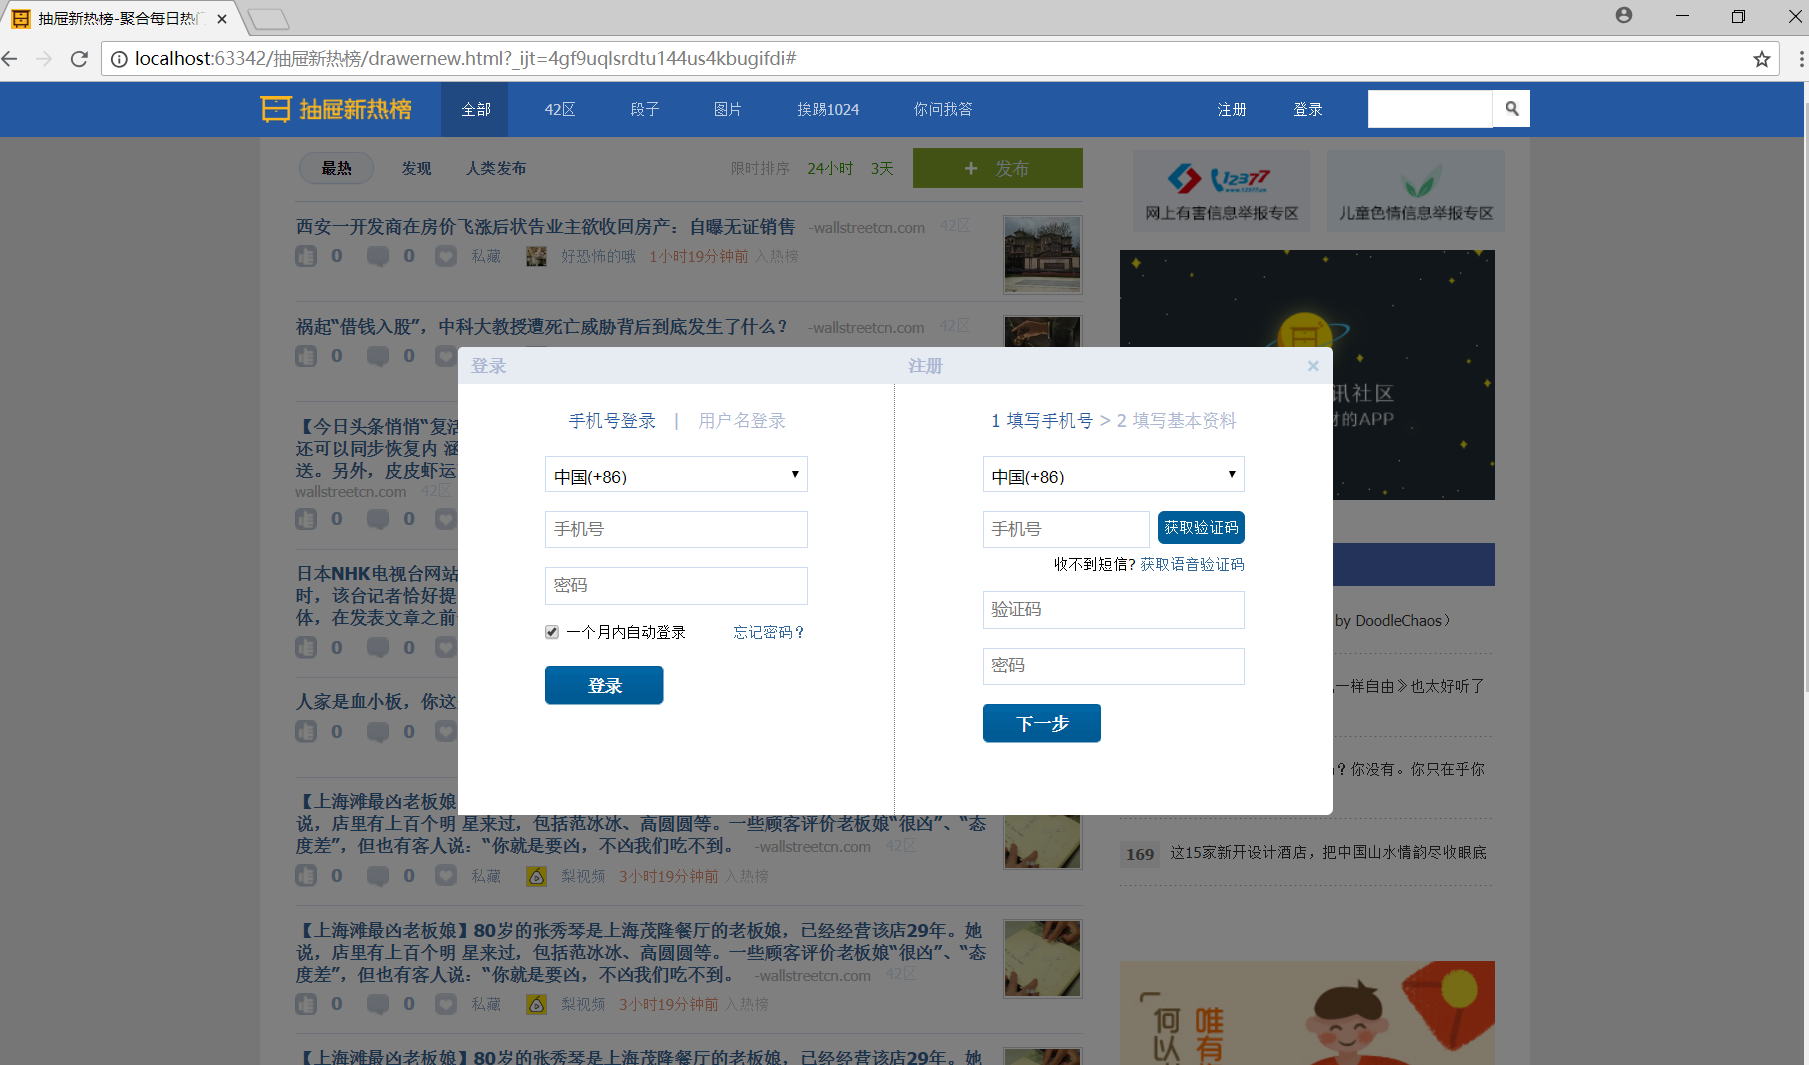 抽屉新热榜-聚合每日热门
localhost:63342/抽屉新热榜/drawernew.html?_ijt=4gf9uqlsrdtu144us4kbugifdi#
抽屉新热榜 全部 42区 段子 图片 挨踢1024 你问我答 注册 登录
最热 发现 人类发布 限时排序 24小时 3天 + 发布
12377
www.12377.cn
网上有害信息举报专区 儿童色情信息举报专区
西安一开发商在房价飞涨后状告业主欲收回房产：自曝无证销售 -wallstreetcn.com 42区
0 0 私藏 好恐怖的哦 1小时19分钟前 入热榜
祸起“借钱入股”，中科大教授遭死亡威胁背后到底发生了什么？ -wallstreetcn.com 42区
0 0
讯社区
材的APP
登录 注册 ×
手机号登录 | 用户名登录
中国(+86)
手机号
密码
一个月内自动登录 忘记密码？
登录
1 填写手机号 > 2 填写基本资料
中国(+86)
手机号 获取验证码
收不到短信? 获取语音验证码
验证码
密码
下一步
【今日头条悄悄“复活
还可以同步恢复内 涵
送。另外，皮皮虾运
wallstreetcn.com 42区
0 0
日本NHK电视台网站
时，该台记者恰好提
体，在发表文章之前
0 0
人家是血小板，你这
0 0
by DoodleChaos）
一样自由》也太好听了
？你没有。你只在乎你
169 这15家新开设计酒店，把中国山水情韵尽收眼底
【上海滩最凶老板娘
说，店里有上百个明 星来过，包括范冰冰、高圆圆等。一些顾客评价老板娘“很凶”、“态
度差”，但也有客人说：“你就是要凶，不凶我们吃不到。 -wallstreetcn.com 42区
0 0 私藏 梨视频 3小时19分钟前 入热榜
【上海滩最凶老板娘】80岁的张秀琴是上海茂隆餐厅的老板娘，已经经营该店29年。她
说，店里有上百个明 星来过，包括范冰冰、高圆圆等。一些顾客评价老板娘“很凶”、“态
度差”，但也有客人说：“你就是要凶，不凶我们吃不到。 -wallstreetcn.com 42区
0 0 私藏 梨视频 3小时19分钟前 入热榜
【上海滩最凶老板娘】80岁的张秀琴是上海茂隆餐厅的老板娘，已经经营该店29年。她
何以
唯有